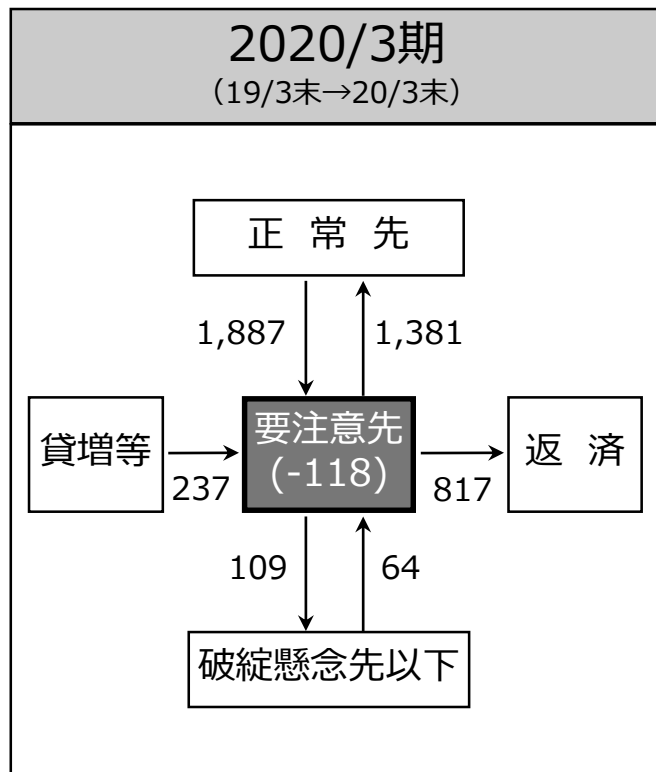 2020/3期
（19/3末→20/3末）
正 常 先
1,887
1,381
貸増等
237
要注意先
(-118)
817
返 済
109
64
破綻懸念先以下